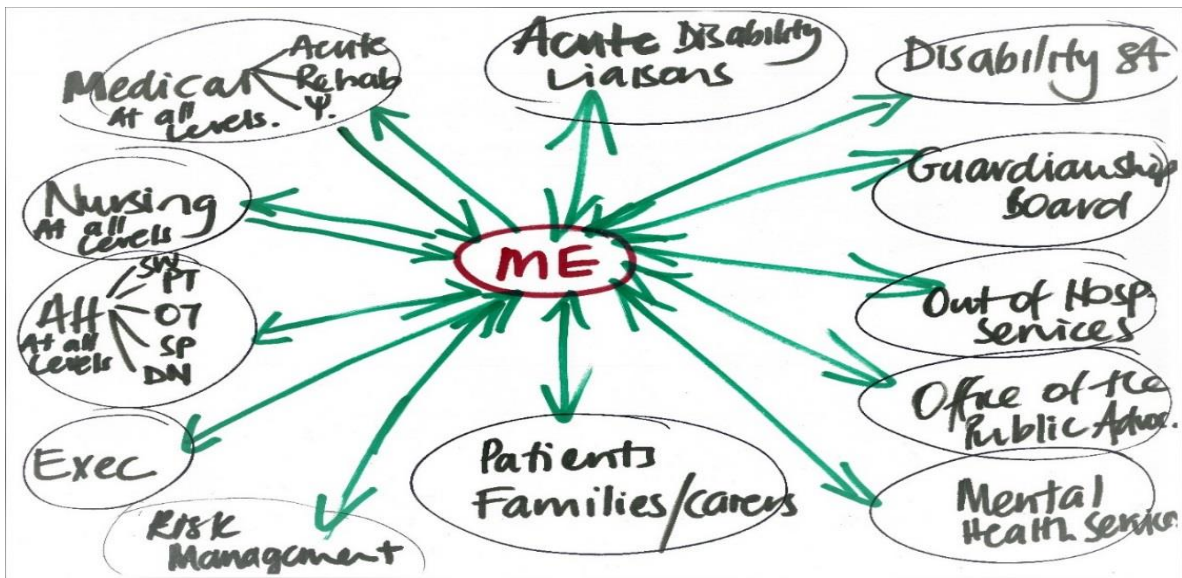 Medical
Acute
Rehab
Ψ.
At all
Levels.
Acute Disability
Liaisons
Disability SA
Nursing
At all
Levels
Guardianship
Board
ME
AH
SW
PT
OT
SP
DN
At all
Levels
Out of Hosp.
Services
Exec
Patients
Families/carers
Office of the
Public Advoc.
Risk
Management
Mental
Health Service